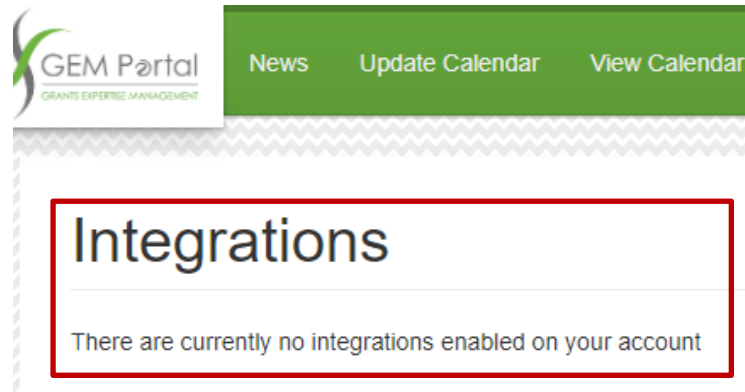 GEM Pərtal
GRANTS EXPERTISE MANAGEMENT
News Update Calendar View Calendar
Integrations
There are currently no integrations enabled on your account